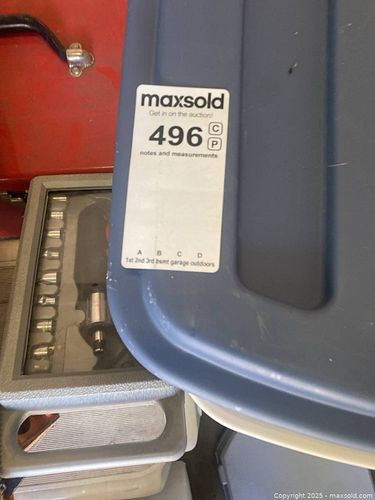 maxsold
Get in on the auction!
496 C
P
notes and measurements
A B C D
1st 2nd 3rd bsmt garage outdoors
Copyright 2025 - maxsold.com